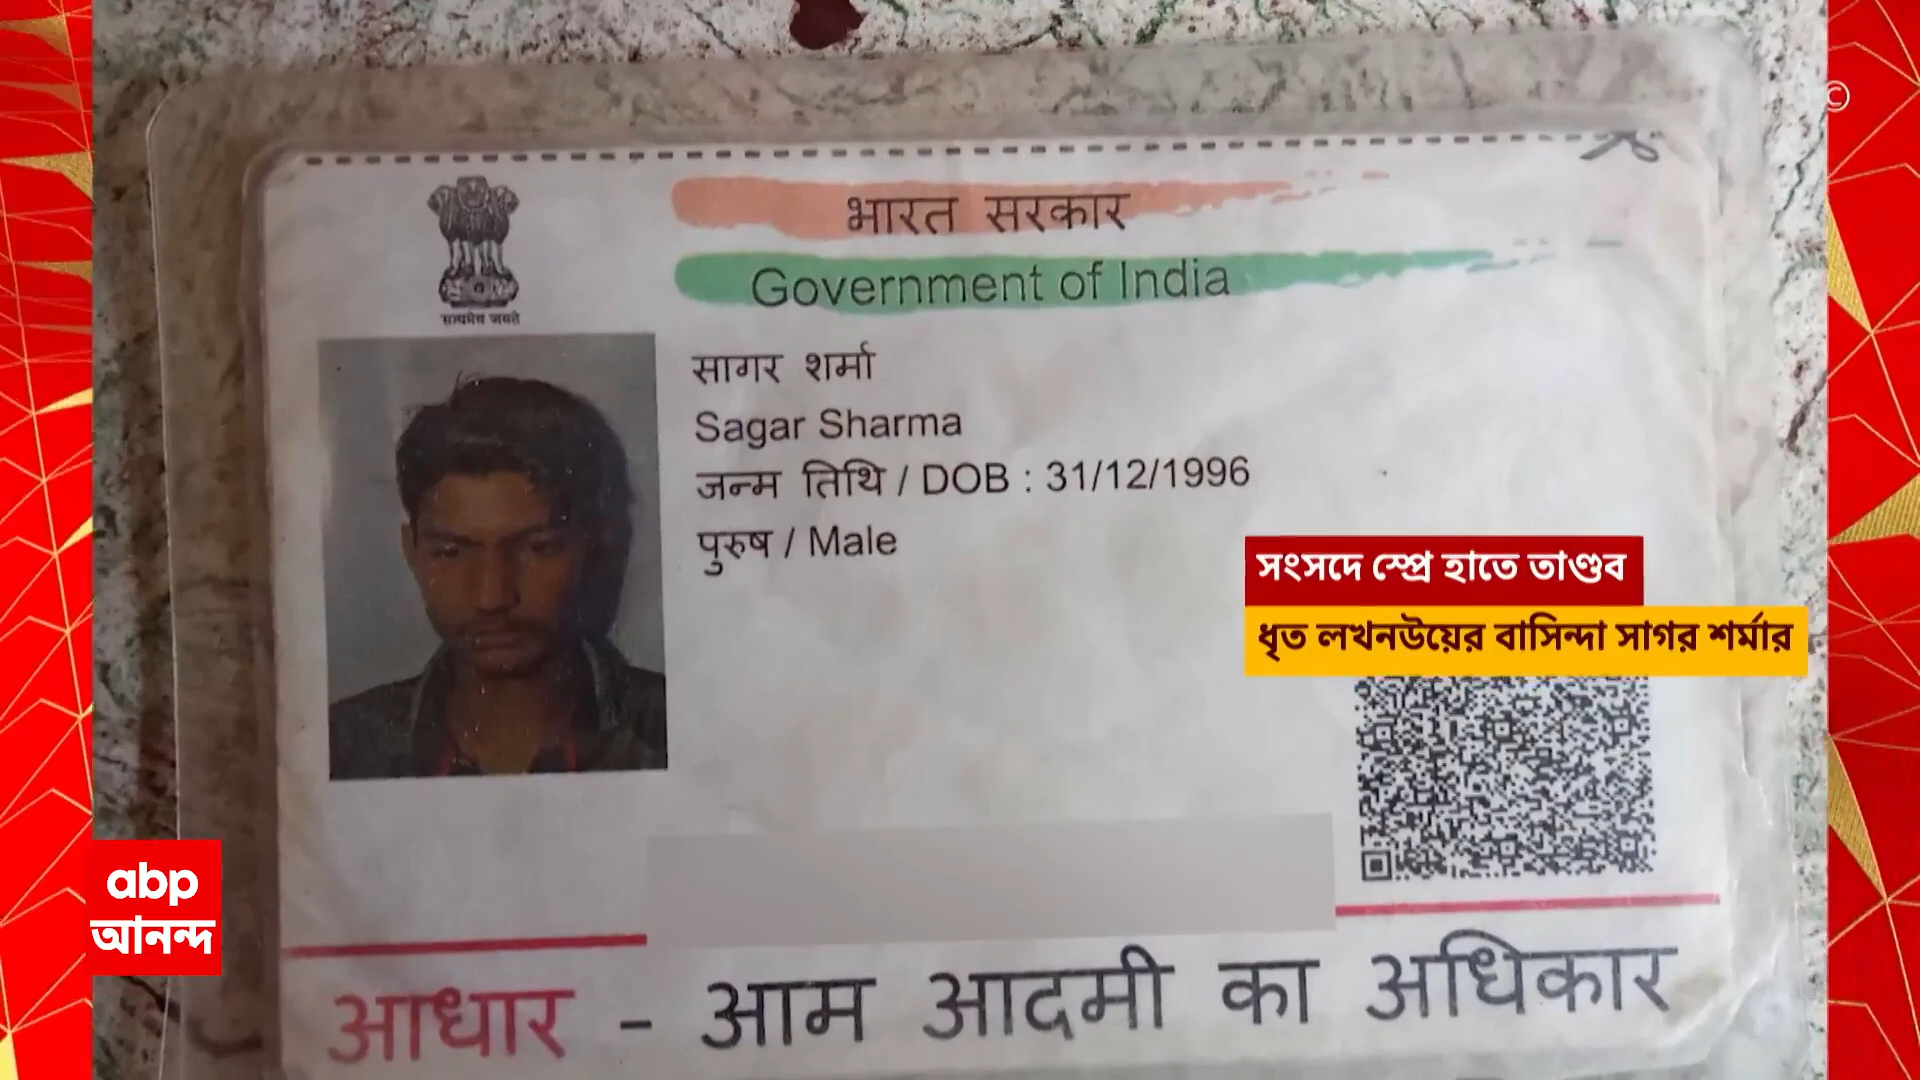 ©
भारत सरकार
Government of India
सत्यमेव जयते
सागर शर्मा
Sagar Sharma
जन्म तिथि / DOB : 31/12/1996
पुरुष / Male
সংসদে স্প্রে হাতে তাণ্ডব
ধৃত লখনউয়ের বাসিন্দা সাগর শর্মার
abp
আনন্দ
आधार - आम आदमी का अधिकार